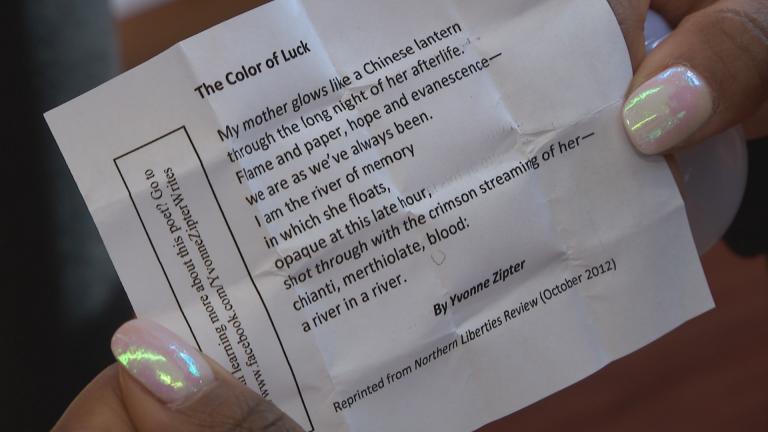 The Color of Luck
My mother glows like a Chinese lantern
through the long night of her afterlife.
Flame and paper, hope and evanescence—
we are as we've always been.
I am the river of memory
in which she floats,
opaque at this late hour,
shot through with the crimson streaming of her—
chianti, merthiolate, blood:
a river in a river.
By Yvonne Zipter
Reprinted from Northern Liberties Review (October 2012)
learning more about this poet? Go to
www.facebook.com/YvonneZipterWrites